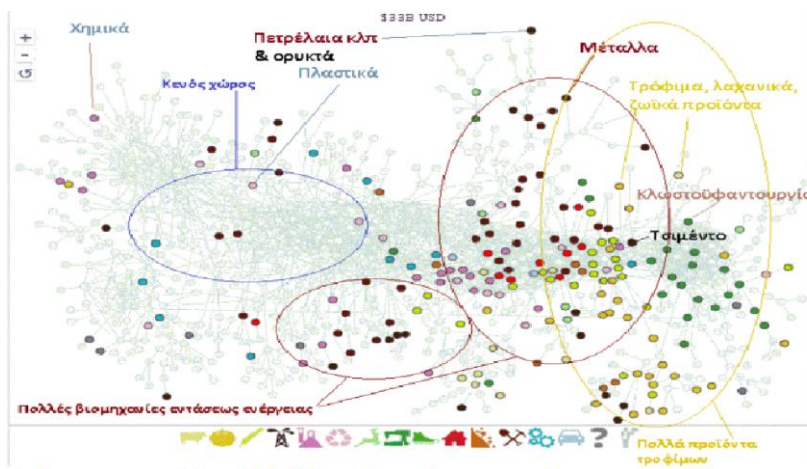 $33B USD
Χημικά
Πετρέλαια κλπ
& ορυκτά
Πλαστικά
Μέταλλα
Κενός χώρος
Τρόφιμα, λαχανικά,
ζωϊκά προϊόντα
Κλωστοϋφαντουργία
Τσιμέντο
Πολλές βιομηχανίες εντάσεως ενέργειας
Πολλά προϊόντα
τροφίμων